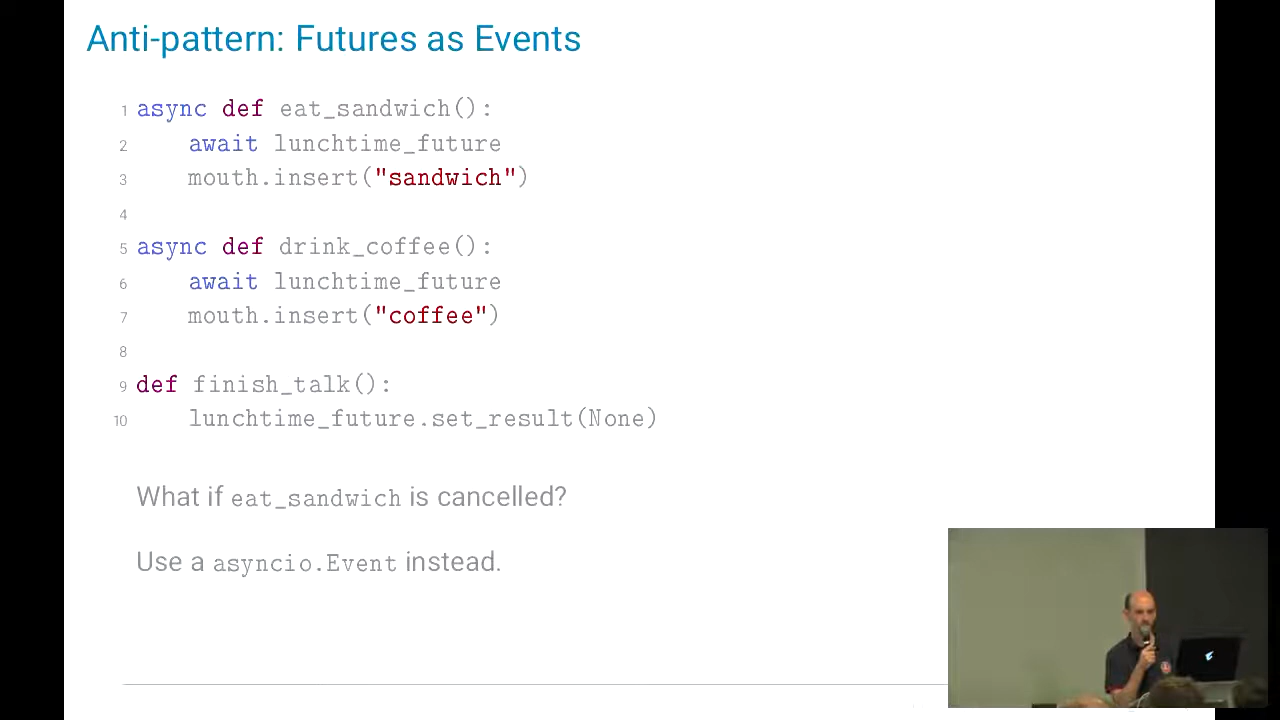 Anti-pattern: Futures as Events
1 async def eat_sandwich():
2     await lunchtime_future
3     mouth.insert("sandwich")
4
5 async def drink_coffee():
6     await lunchtime_future
7     mouth.insert("coffee")
8
9 def finish_talk():
10     lunchtime_future.set_result(None)
What if eat_sandwich is cancelled?
Use a asyncio.Event instead.